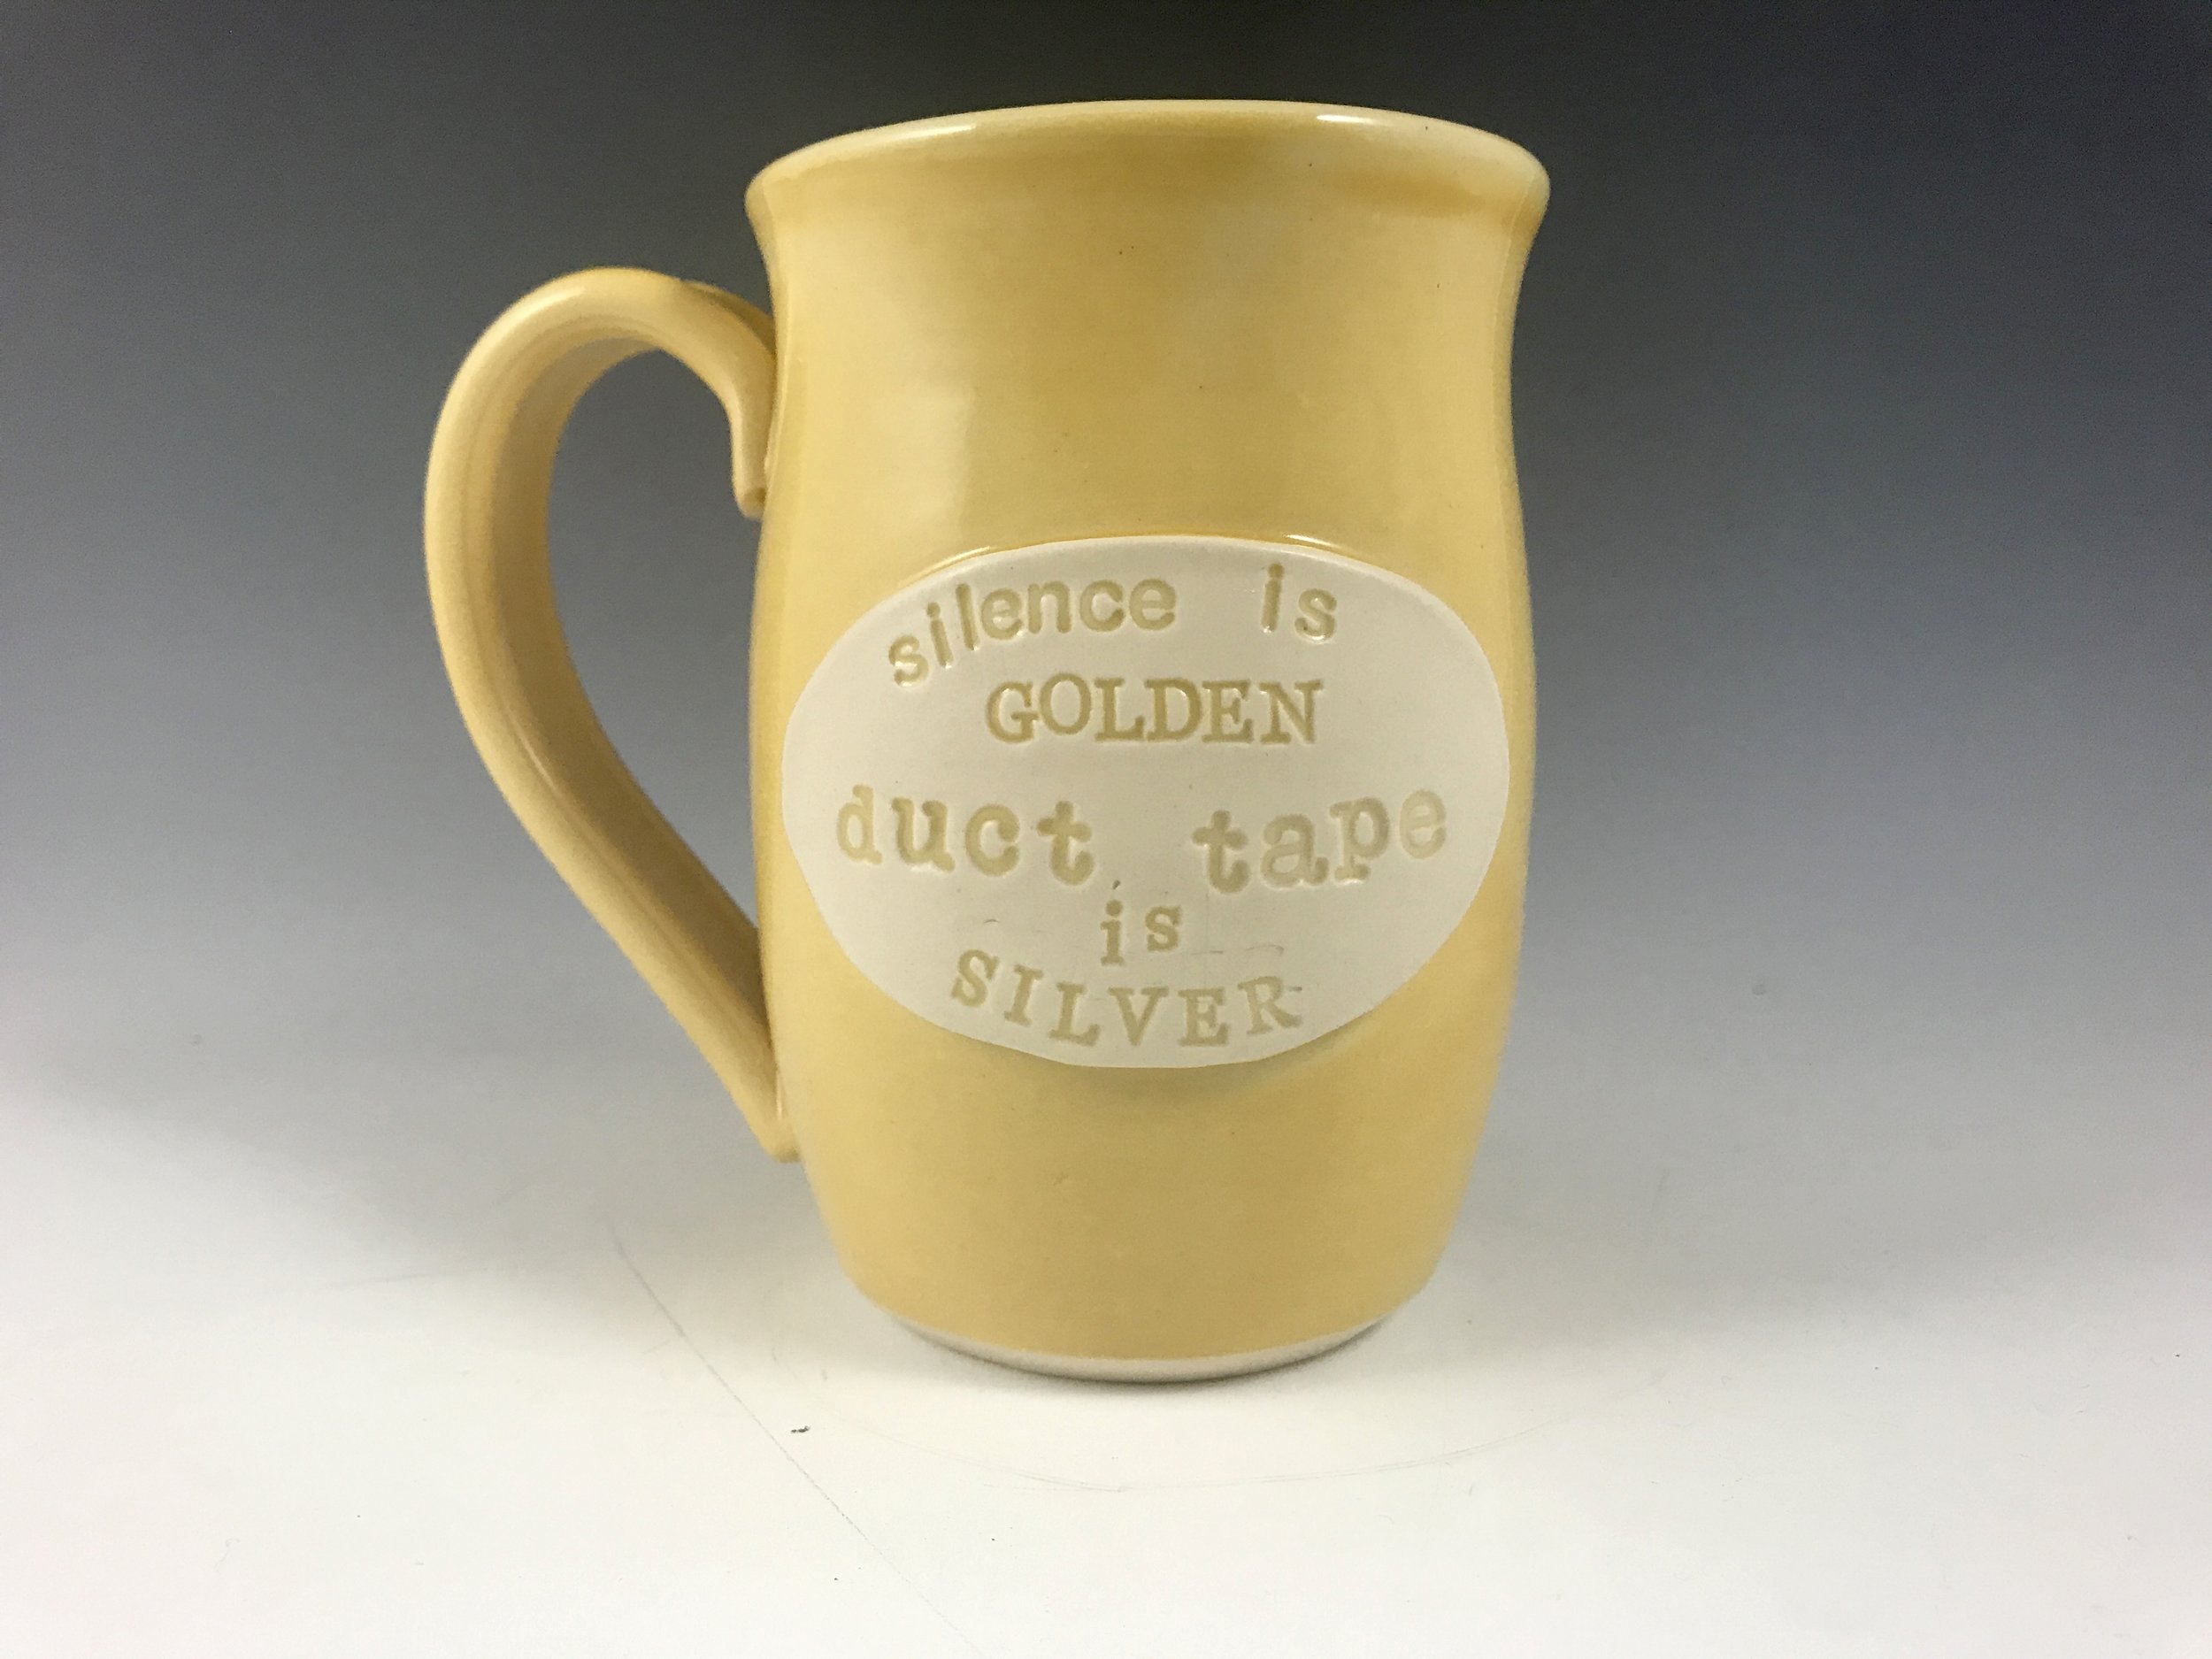 silence is
GOLDEN
duct tape
is
SILVER